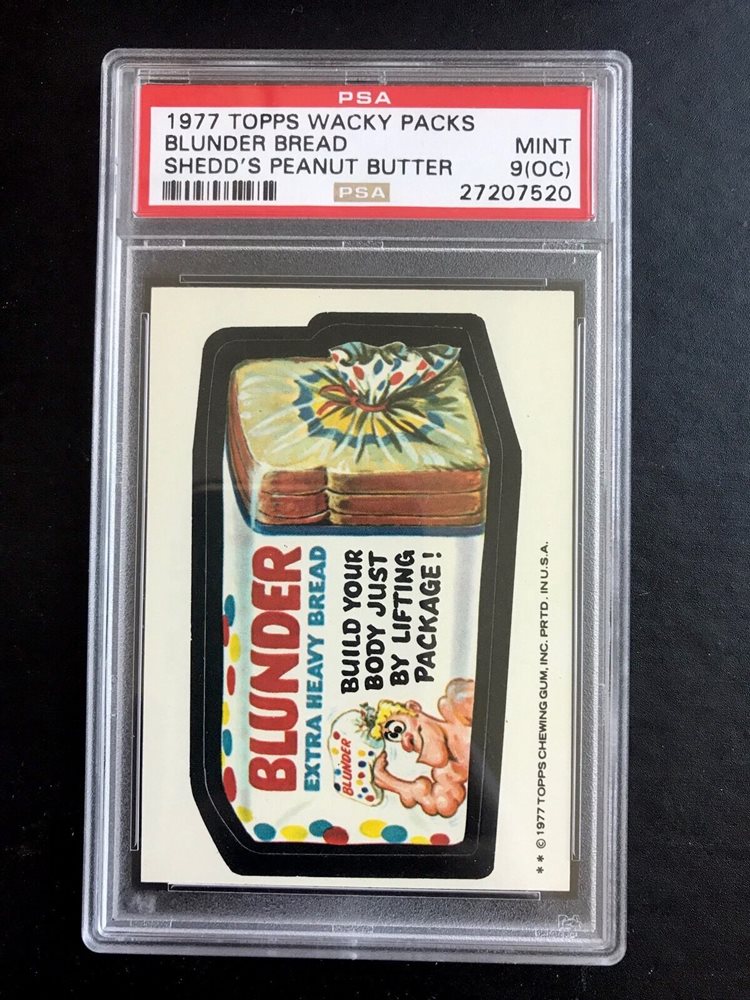 PSA
1977 TOPPS WACKY PACKS
BLUNDER BREAD MINT
SHEDD'S PEANUT BUTTER 9(OC)
PSA 27207520
BLUNDER
EXTRA HEAVY BREAD
BUILD YOUR
BODY JUST
BY LIFTING
PACKAGE!
BLUNDER
* * © 1977 TOPPS CHEWING GUM, INC. PRTD. IN U.S.A.